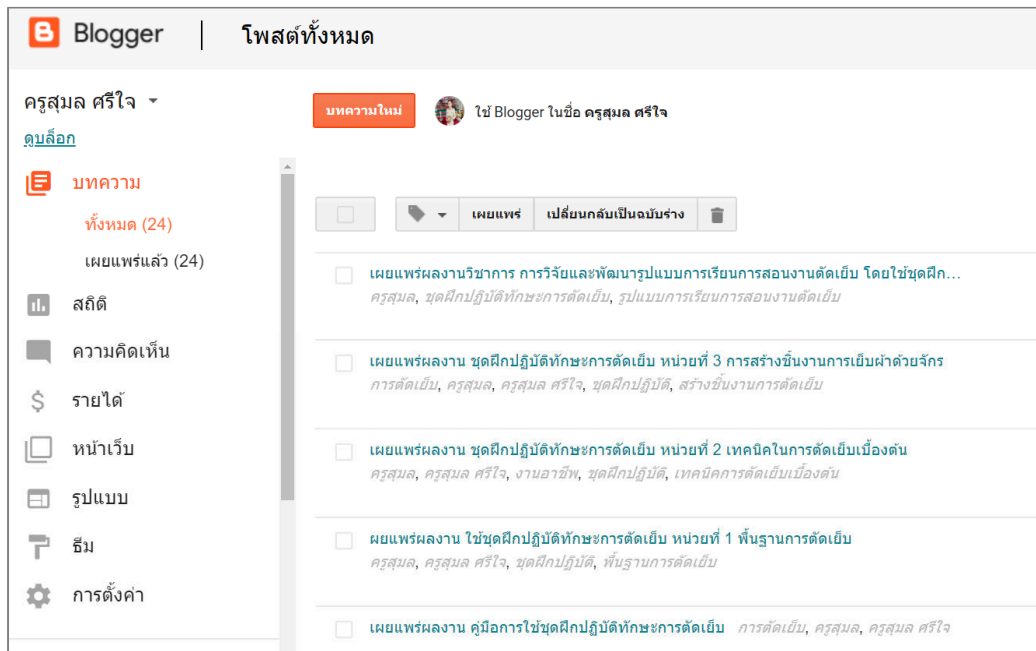 Blogger
โพสต์ทั้งหมด
ครูสุมล ศรีใจ
ดูบล็อก
บทความใหม่
ใช้ Blogger ในชื่อ ครูสุมล ศรีใจ
บทความ
ทั้งหมด (24)
เผยแพร่แล้ว (24)
สถิติ
ความคิดเห็น
รายได้
หน้าเว็บ
รูปแบบ
ธีม
การตั้งค่า
เผยแพร่ เปลี่ยนกลับเป็นฉบับร่าง
เผยแพร่ผลงานวิชาการ การวิจัยและพัฒนารูปแบบการเรียนการสอนงานตัดเย็บ โดยใช้ชุดฝึก...
ครูสุมล, ชุดฝึกปฏิบัติทักษะการตัดเย็บ, รูปแบบการเรียนการสอนงานตัดเย็บ
เผยแพร่ผลงาน ชุดฝึกปฏิบัติทักษะการตัดเย็บ หน่วยที่ 3 การสร้างชิ้นงานการเย็บผ้าด้วยจักร
การตัดเย็บ, ครูสุมล, ครูสุมล ศรีใจ, ชุดฝึกปฏิบัติ, สร้างชิ้นงานการตัดเย็บ
เผยแพร่ผลงาน ชุดฝึกปฏิบัติทักษะการตัดเย็บ หน่วยที่ 2 เทคนิคในการตัดเย็บเบื้องต้น
ครูสุมล, ครูสุมล ศรีใจ, งานอาชีพ, ชุดฝึกปฏิบัติ, เทคนิคการตัดเย็บเบื้องต้น
ผยแพร่ผลงาน ใช้ชุดฝึกปฏิบัติทักษะการตัดเย็บ หน่วยที่ 1 พื้นฐานการตัดเย็บ
ครูสุมล, ครูสุมล ศรีใจ, ชุดฝึกปฏิบัติ, พื้นฐานการตัดเย็บ
เผยแพร่ผลงาน คู่มือการใช้ชุดฝึกปฏิบัติทักษะการตัดเย็บ การตัดเย็บ, ครูสุมล, ครูสุมล ศรีใจ